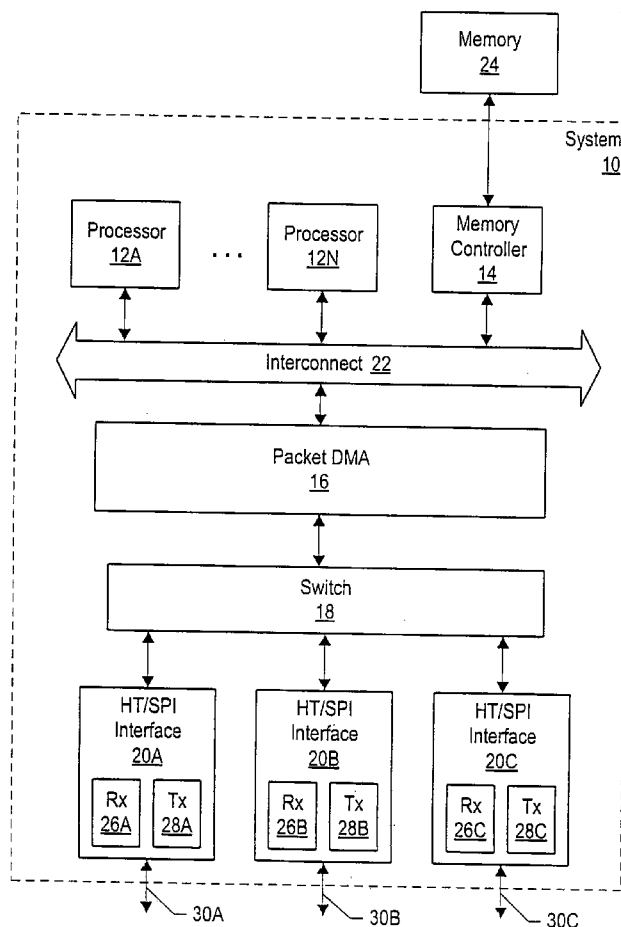 Memory
24
System
10
Processor
12A
...
Processor
12N
Memory
Controller
14
Interconnect 22
Packet DMA
16
Switch
18
HT/SPI
Interface
20A
Rx
26A
Tx
28A
HT/SPI
Interface
20B
Rx
26B
Tx
28B
HT/SPI
Interface
20C
Rx
26C
Tx
28C
30A
30B
30C